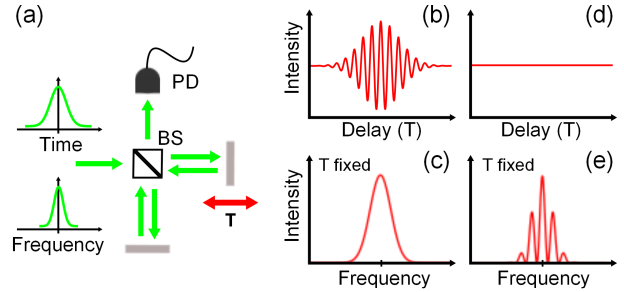 (a)
PD
Time
BS
T
Frequency
(b)
Intensity
Delay (T)
(d)
Delay (T)
(c)
T fixed
Intensity
Frequency
(e)
T fixed
Frequency